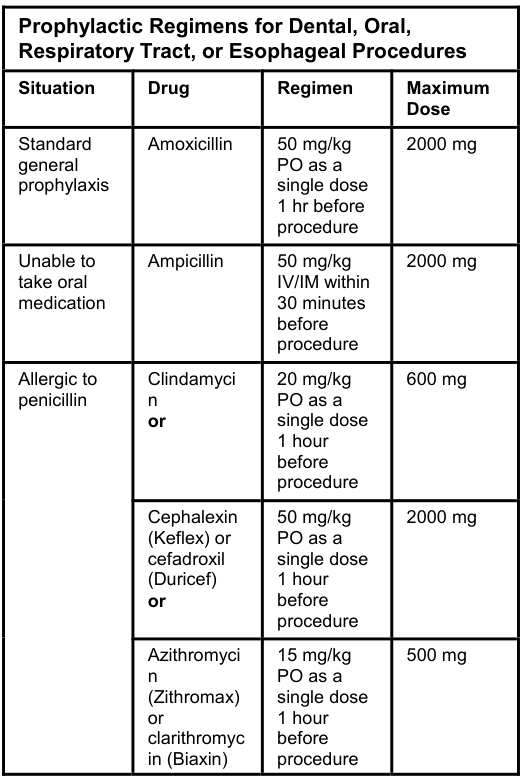 Prophylactic Regimens for Dental, Oral,
Respiratory Tract, or Esophageal Procedures
Situation
Drug
Regimen
Maximum
Dose
Standard
general
prophylaxis
Amoxicillin
50 mg/kg
PO as a
single dose
1 hr before
procedure
2000 mg
Unable to
take oral
medication
Ampicillin
50 mg/kg
IV/IM within
30 minutes
before
procedure
2000 mg
Allergic to
penicillin
Clindamyci
n
or
20 mg/kg
PO as a
single dose
1 hour
before
procedure
600 mg
Cephalexin
(Keflex) or
cefadroxil
(Duricef)
or
50 mg/kg
PO as a
single dose
1 hour
before
procedure
2000 mg
Azithromyci
n
(Zithromax)
or
clarithromyc
in (Biaxin)
15 mg/kg
PO as a
single dose
1 hour
before
procedure
500 mg